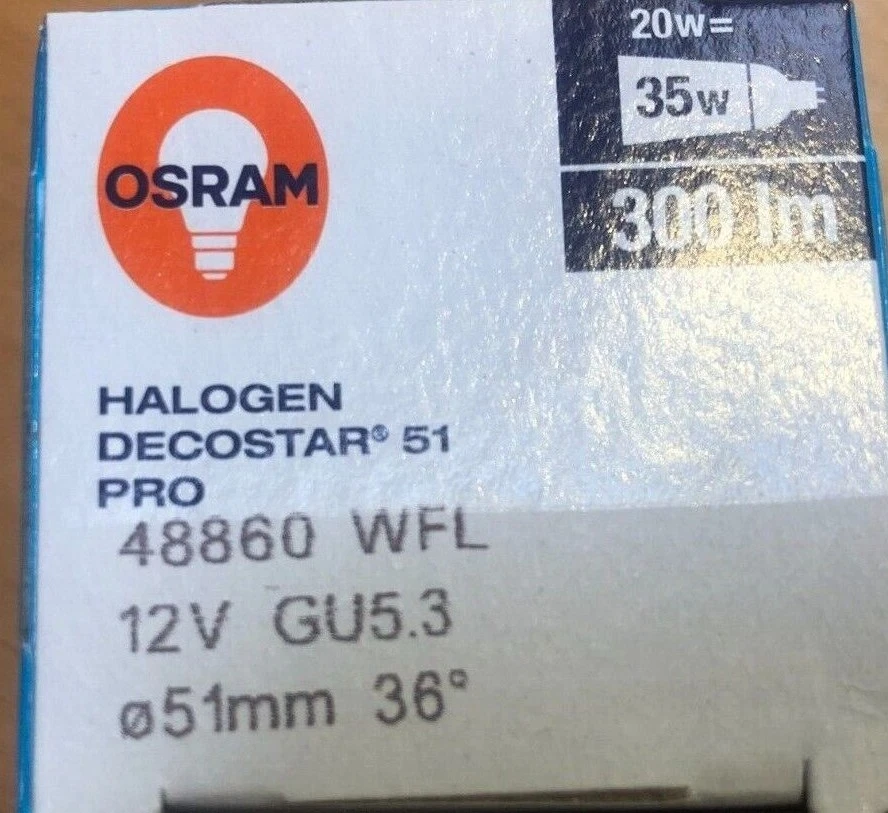 20w=
35w
300 lm
OSRAM
HALOGEN
DECOSTAR® 51
PRO
48860 WFL
12V GU5.3
ø51mm 36°